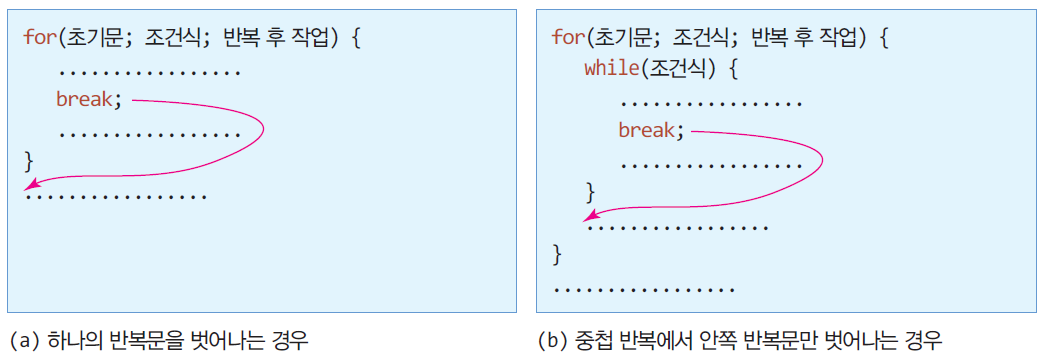 for(초기문; 조건식; 반복 후 작업) {
.................
break;
.................
}
.................
(a) 하나의 반복문을 벗어나는 경우
for(초기문; 조건식; 반복 후 작업) {
while(조건식) {
.................
break;
.................
}
.................
}
.................
(b) 중첩 반복에서 안쪽 반복문만 벗어나는 경우